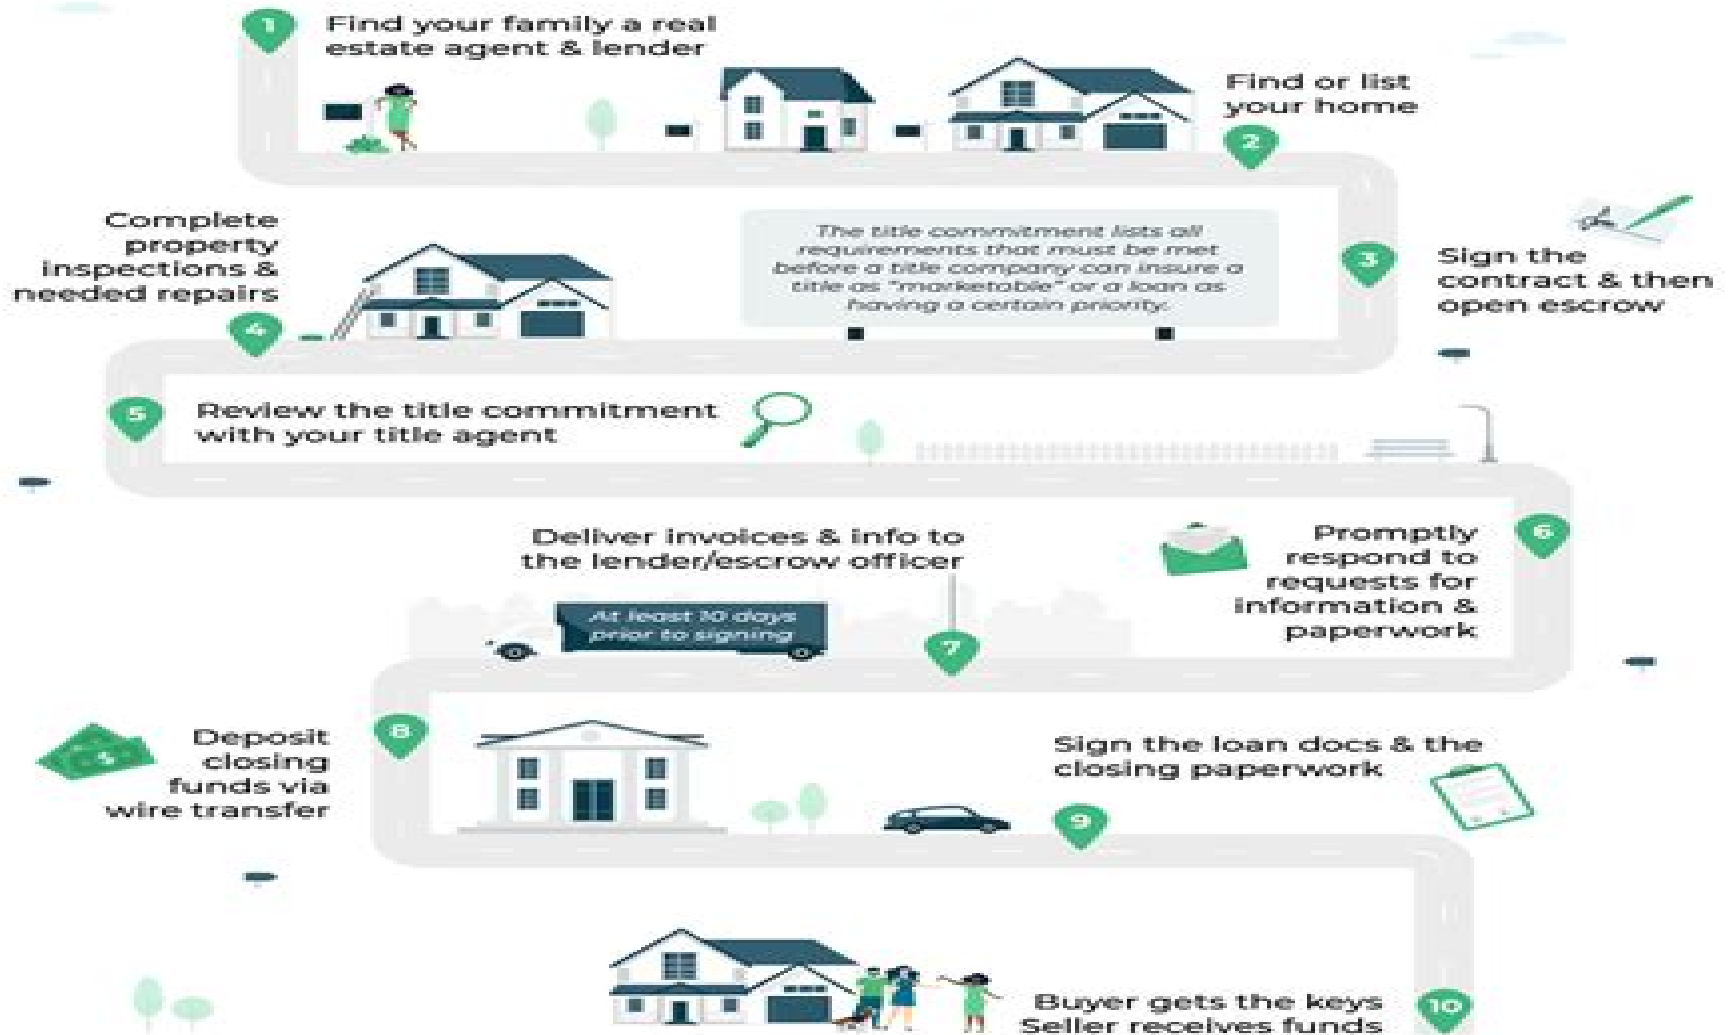 1
Find your family a real
estate agent & lender
Find or list
your home
2
3
Sign the
contract & then
open escrow
The title commitment lists all
requirements that must be met
before a title company can insure a
title as "marketable" or a loan as
having a certain priority.
Complete
property
inspections &
needed repairs
4
5
Review the title commitment
with your title agent
6
Promptly
respond to
requests for
information &
paperwork
Deliver invoices & info to
the lender/escrow officer
7
At least 10 days
prior to signing
8
Deposit
closing
funds via
wire transfer
$
Sign the loan docs & the
closing paperwork
9
10
Buyer gets the keys
Seller receives funds